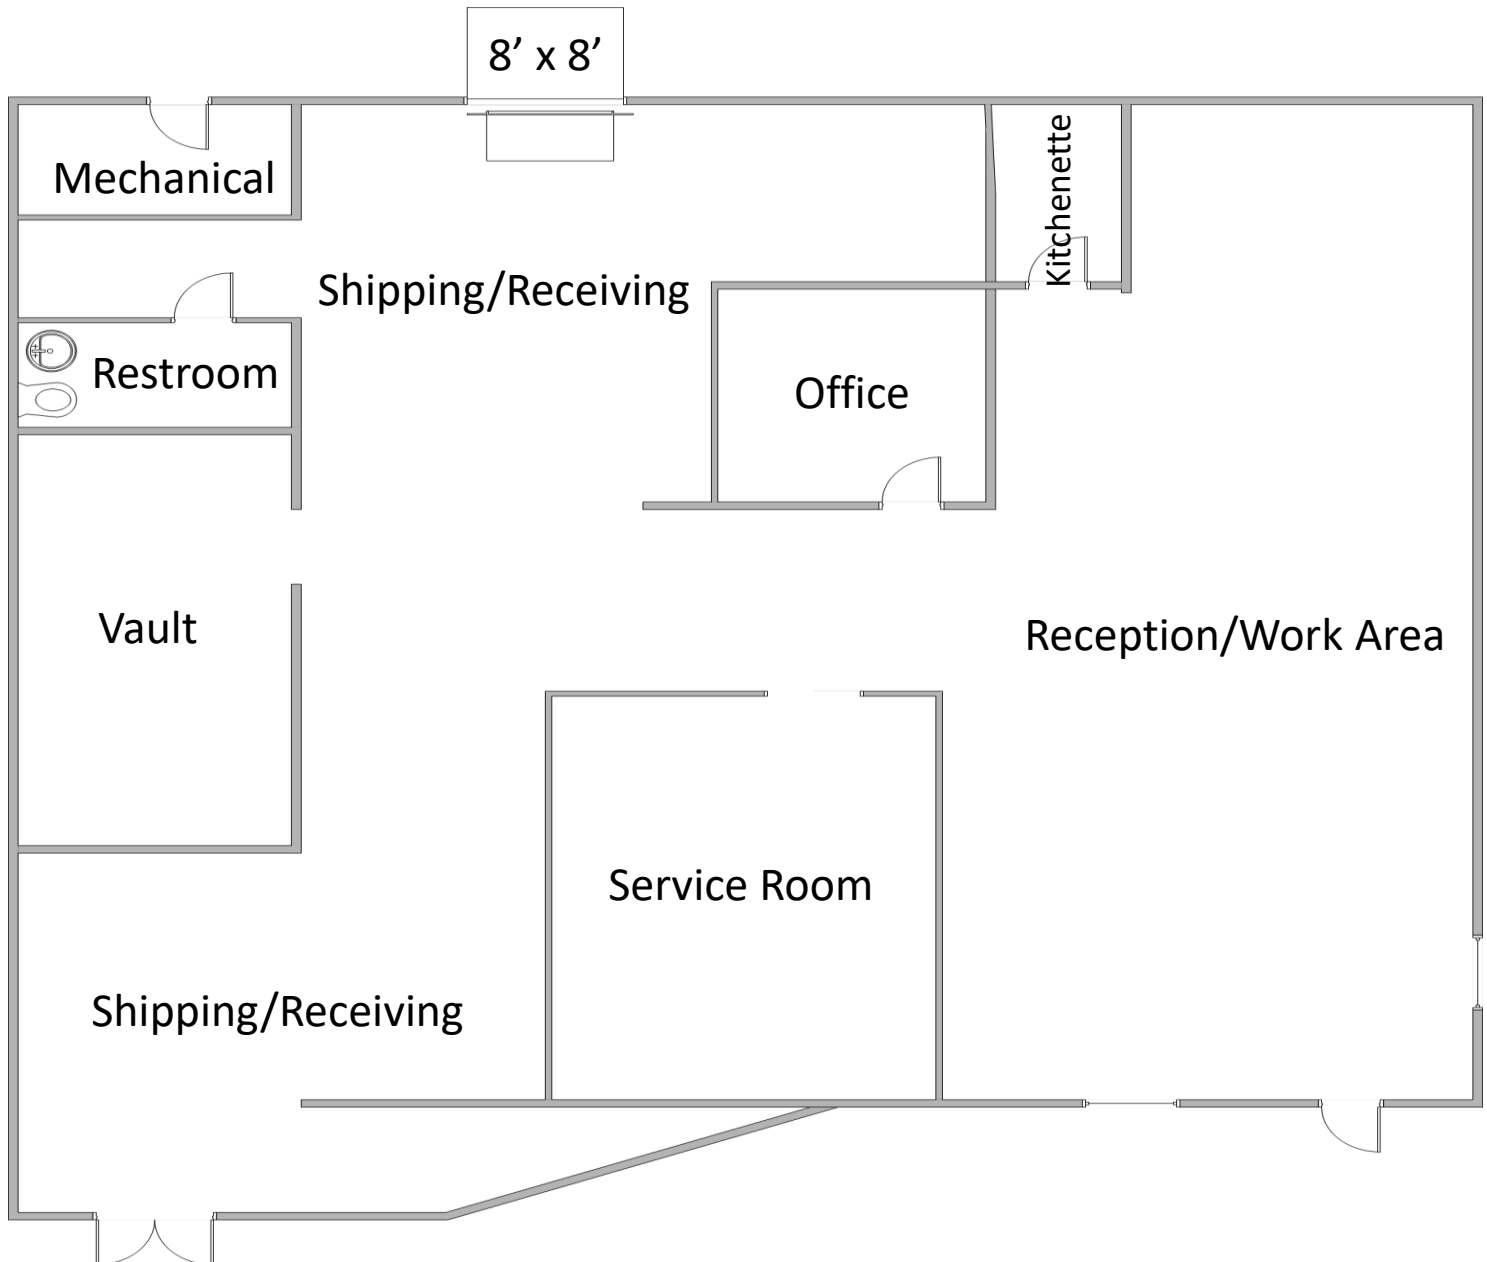 8’ x 8’
Mechanical
Kitchenette
Shipping/Receiving
Restroom
Office
Vault
Reception/Work Area
Service Room
Shipping/Receiving